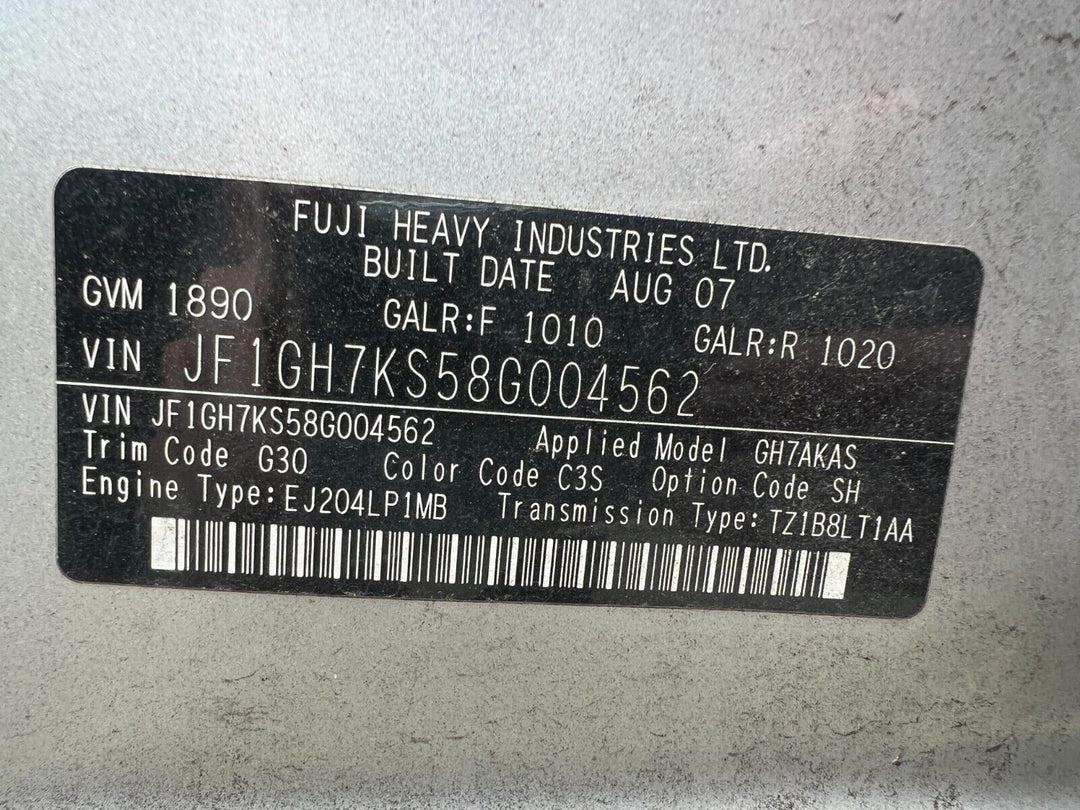 FUJI HEAVY INDUSTRIES LTD.
BUILT DATE AUG 07
GVM 1890 GALR:F 1010 GALR:R 1020
VIN JF1GH7KS58G004562
VIN JF1GH7KS58G004562 Applied Model GH7AKAS
Trim Code G30 Color Code C3S Option Code SH
Engine Type:EJ204LP1MB Transmission Type:TZ1B8LT1AA